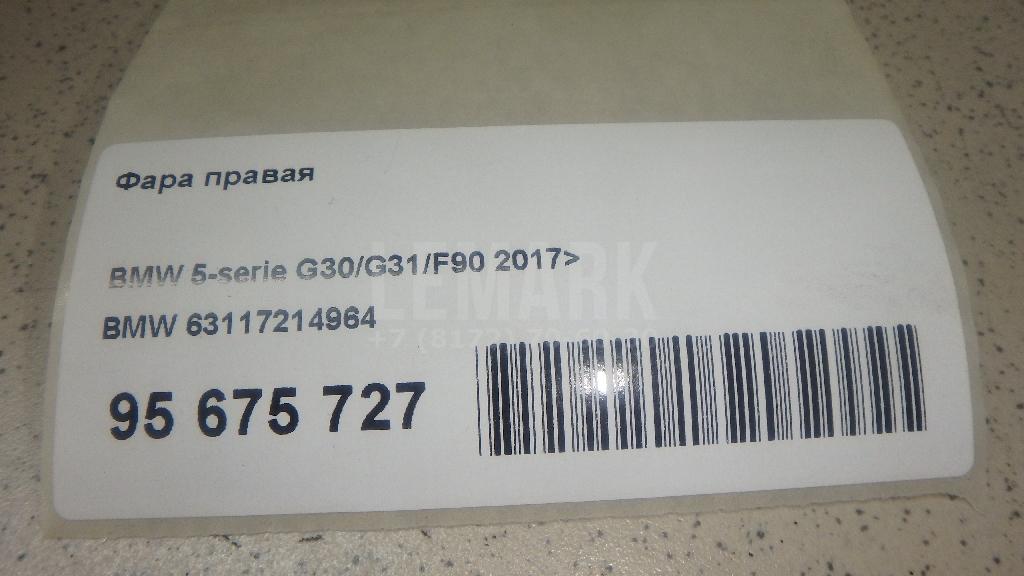 Фара правая
BMW 5-serie G30/G31/F90 2017>
LEMARK
BMW 63117214964
95 675 727